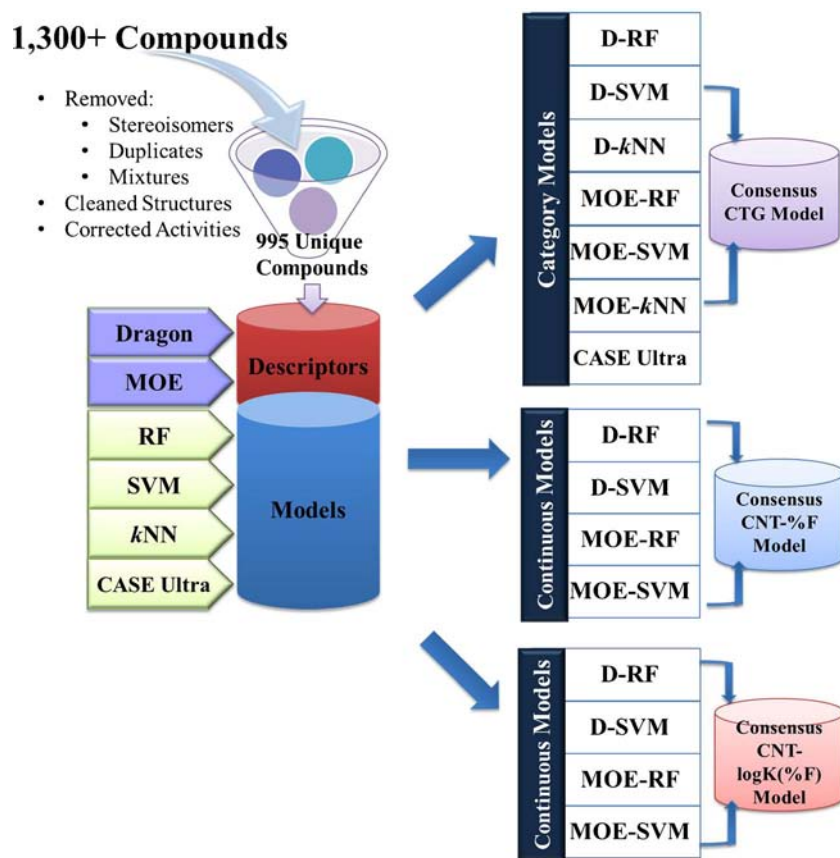 1,300+ Compounds
• Removed:
• Stereoisomers
• Duplicates
• Mixtures
• Cleaned Structures
• Corrected Activities
995 Unique
Compounds
Dragon
MOE
Descriptors
RF
SVM
kNN
CASE Ultra
Models
Category Models
D-RF
D-SVM
D-kNN
MOE-RF
MOE-SVM
MOE-kNN
CASE Ultra
Consensus
CTG Model
Continuous Models
D-RF
D-SVM
MOE-RF
MOE-SVM
Consensus
CNT-%F
Model
Continuous Models
D-RF
D-SVM
MOE-RF
MOE-SVM
Consensus
CNT-
logK(%F)
Model